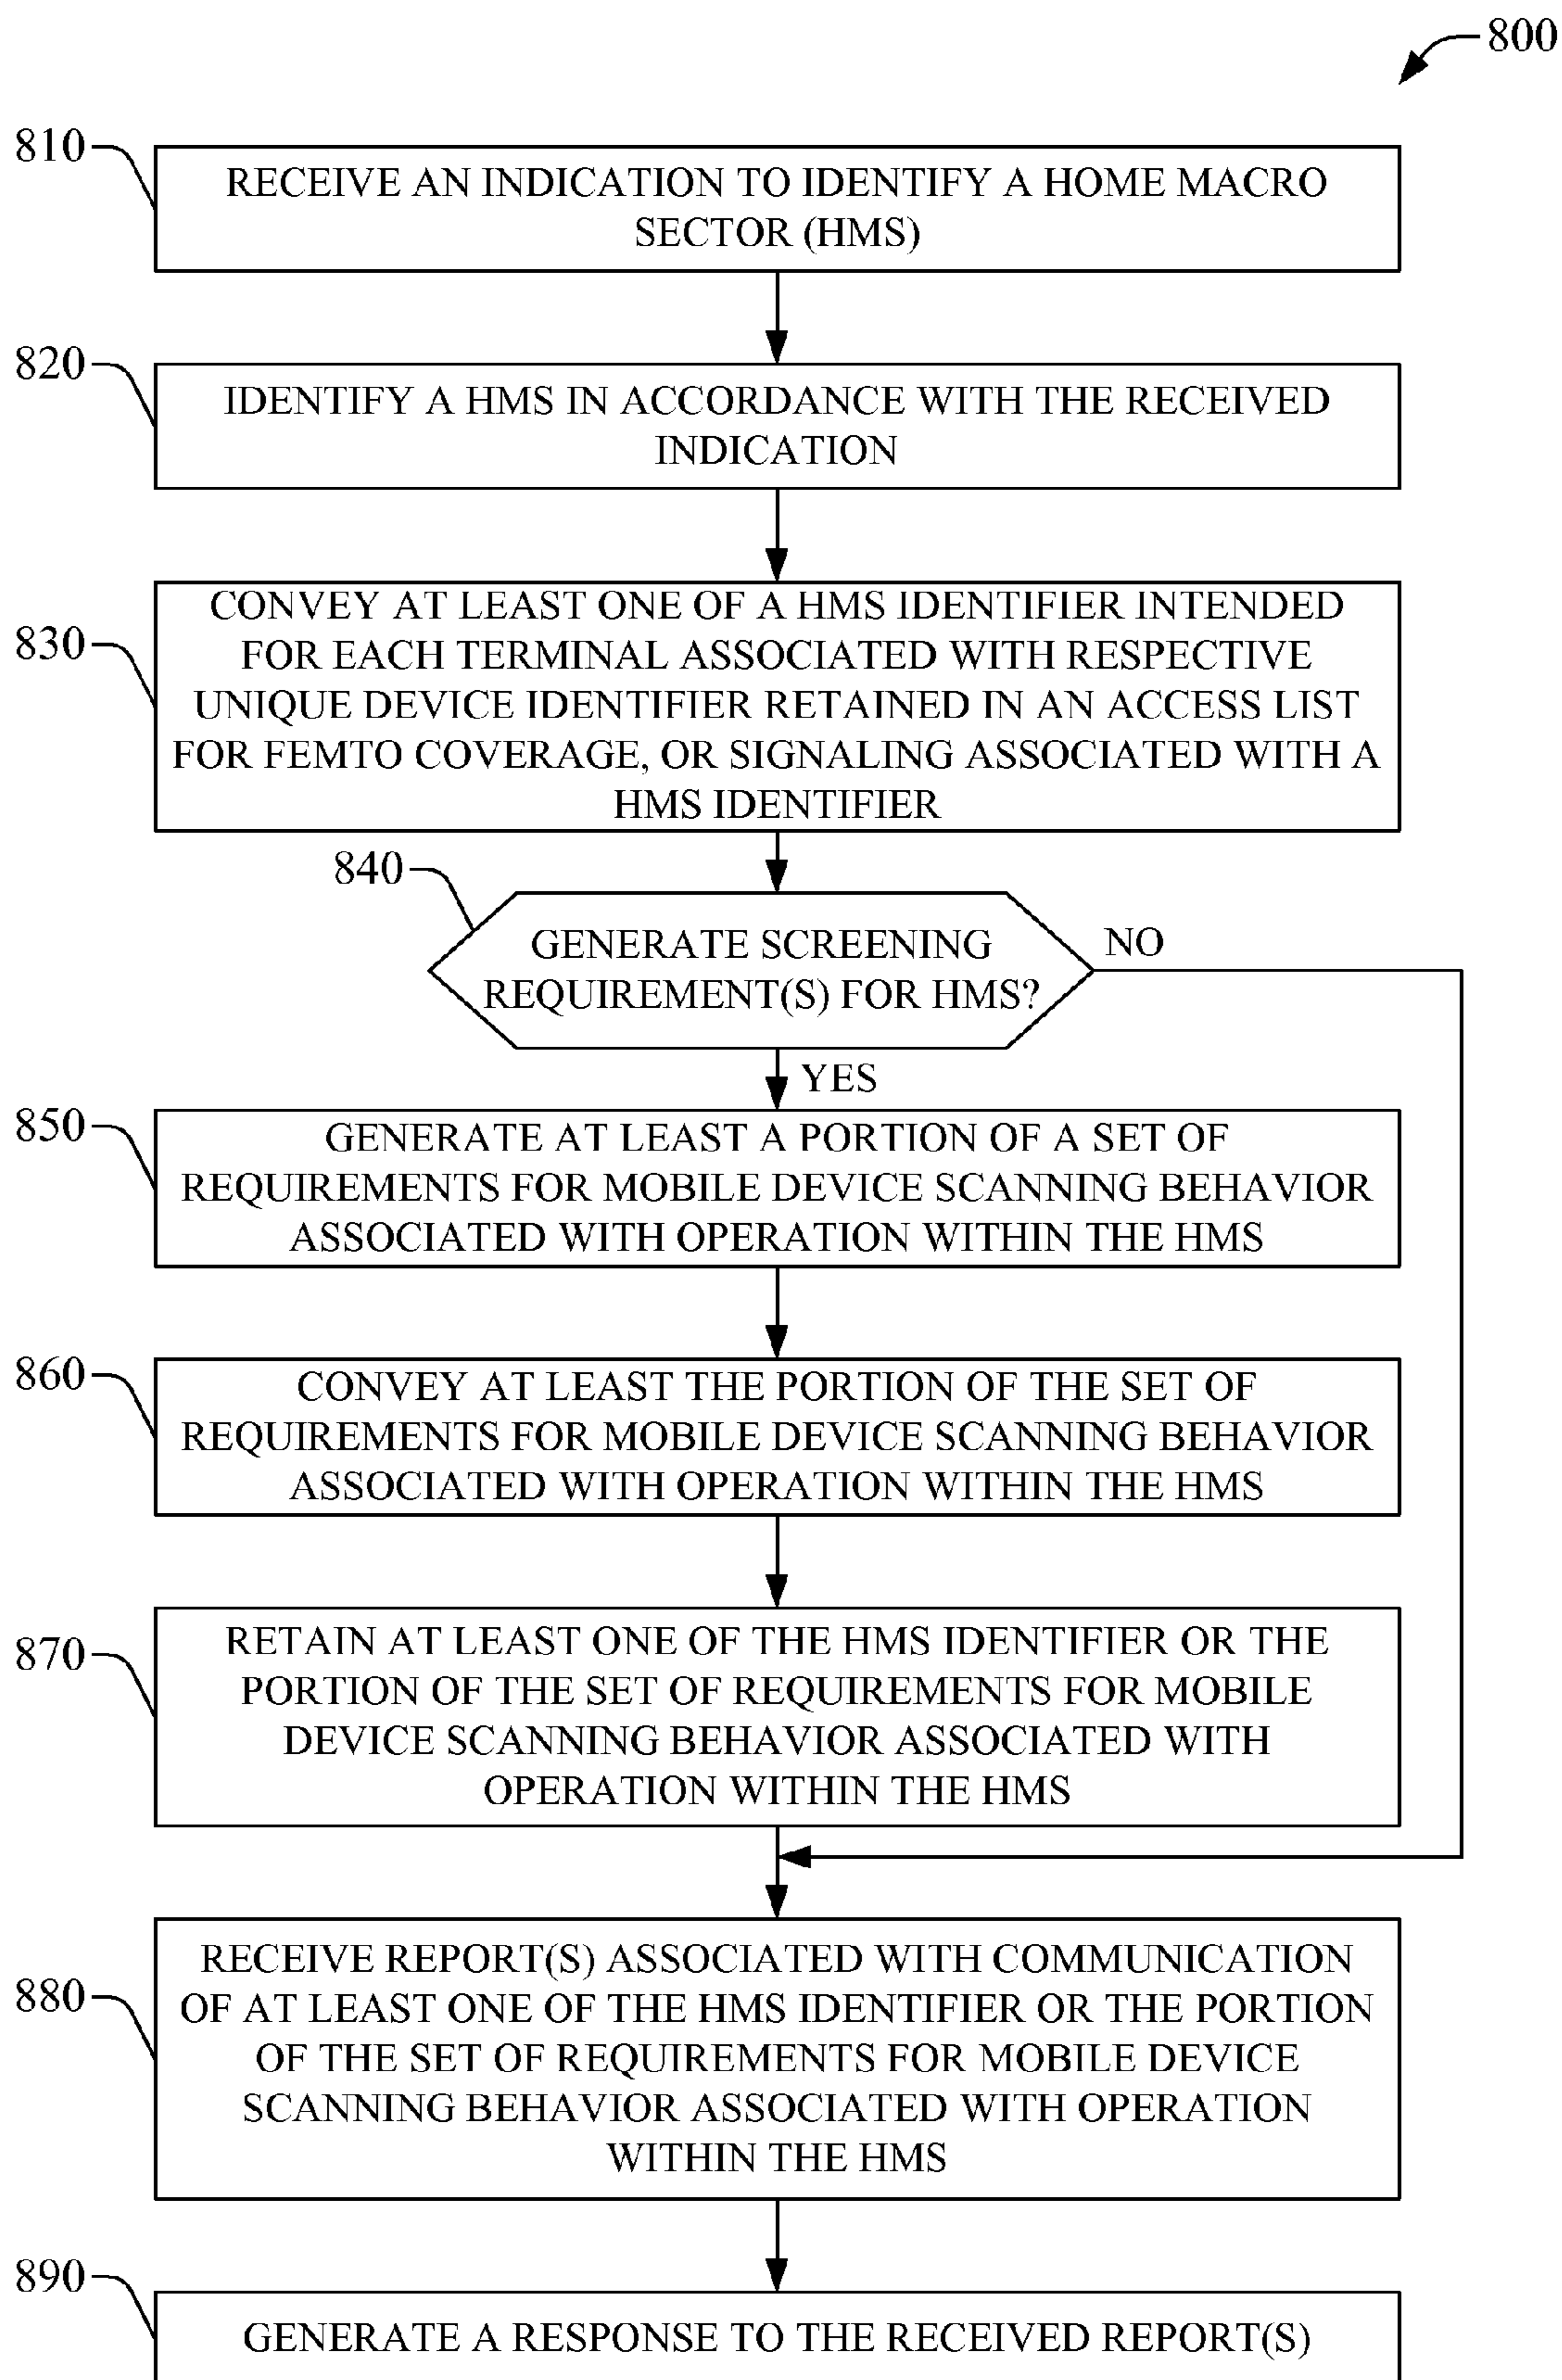 800
810
RECEIVE AN INDICATION TO IDENTIFY A HOME MACRO
SECTOR (HMS)
820
IDENTIFY A HMS IN ACCORDANCE WITH THE RECEIVED
INDICATION
830
CONVEY AT LEAST ONE OF A HMS IDENTIFIER INTENDED
FOR EACH TERMINAL ASSOCIATED WITH RESPECTIVE
UNIQUE DEVICE IDENTIFIER RETAINED IN AN ACCESS LIST
FOR FEMTO COVERAGE, OR SIGNALING ASSOCIATED WITH A
HMS IDENTIFIER
840
GENERATE SCREENING
REQUIREMENT(S) FOR HMS?
NO
YES
850
GENERATE AT LEAST A PORTION OF A SET OF
REQUIREMENTS FOR MOBILE DEVICE SCANNING BEHAVIOR
ASSOCIATED WITH OPERATION WITHIN THE HMS
860
CONVEY AT LEAST THE PORTION OF THE SET OF
REQUIREMENTS FOR MOBILE DEVICE SCANNING BEHAVIOR
ASSOCIATED WITH OPERATION WITHIN THE HMS
870
RETAIN AT LEAST ONE OF THE HMS IDENTIFIER OR THE
PORTION OF THE SET OF REQUIREMENTS FOR MOBILE
DEVICE SCANNING BEHAVIOR ASSOCIATED WITH
OPERATION WITHIN THE HMS
880
RECEIVE REPORT(S) ASSOCIATED WITH COMMUNICATION
OF AT LEAST ONE OF THE HMS IDENTIFIER OR THE PORTION
OF THE SET OF REQUIREMENTS FOR MOBILE DEVICE
SCANNING BEHAVIOR ASSOCIATED WITH OPERATION
WITHIN THE HMS
890
GENERATE A RESPONSE TO THE RECEIVED REPORT(S)